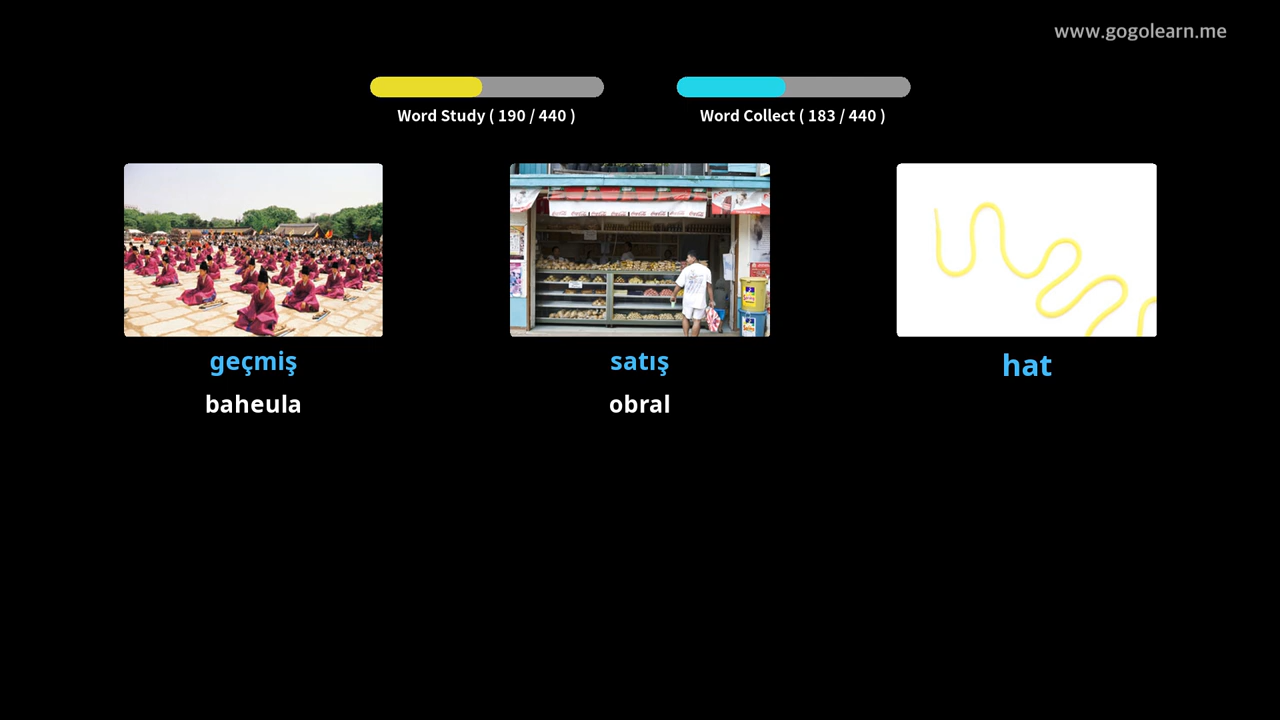 www.gogolearn.me
Word Study ( 190 / 440 )
Word Collect ( 183 / 440 )
geçmiş
satış
hat
baheula
obral